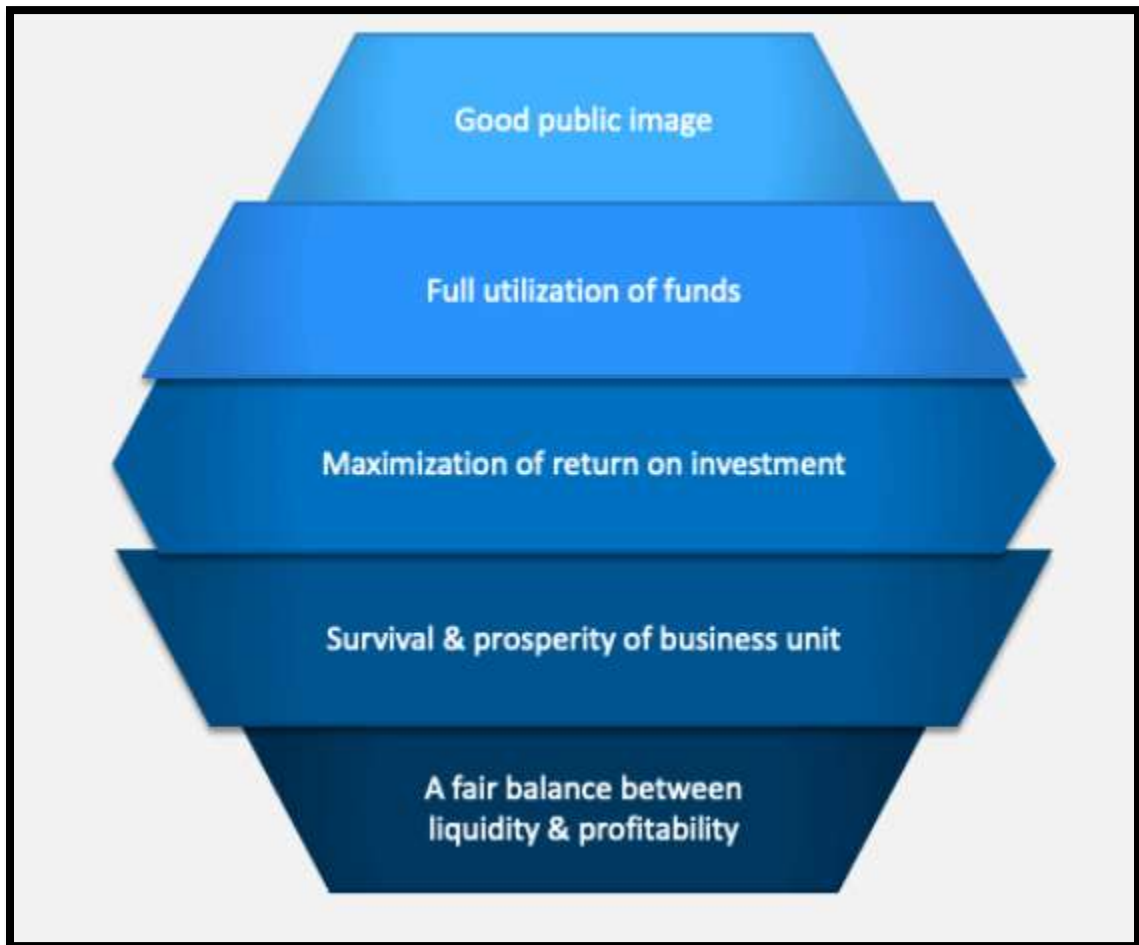 Good public image
Full utilization of funds
Maximization of return on investment
Survival & prosperity of business unit
A fair balance between
liquidity & profitability